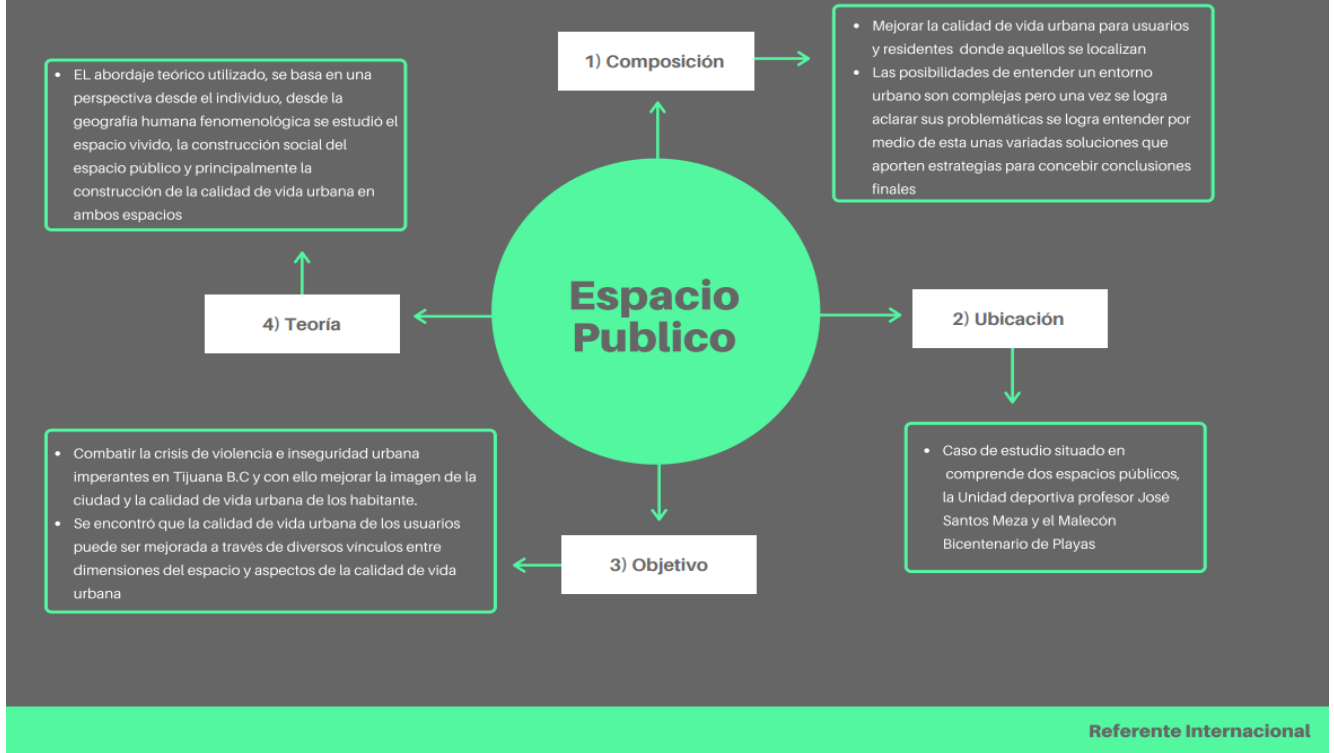 Espacio
Publico
1) Composición
• Mejorar la calidad de vida urbana para usuarios
y residentes donde aquellos se localizan
• Las posibilidades de entender un entorno
urbano son complejas pero una vez se logra
aclarar sus problemáticas se logra entender por
medio de esta unas variadas soluciones que
aporten estrategias para concebir conclusiones
finales
2) Ubicación
• Caso de estudio situado en
comprende dos espacios públicos,
la Unidad deportiva profesor José
Santos Meza y el Malecón
Bicentenario de Playas
3) Objetivo
• Combatir la crisis de violencia e inseguridad urbana
imperantes en Tijuana B.C y con ello mejorar la imagen de la
ciudad y la calidad de vida urbana de los habitante.
• Se encontró que la calidad de vida urbana de los usuarios
puede ser mejorada a través de diversos vínculos entre
dimensiones del espacio y aspectos de la calidad de vida
urbana
4) Teoría
• EL abordaje teórico utilizado, se basa en una
perspectiva desde el individuo, desde la
geografía humana fenomenológica se estudió el
espacio vivido, la construcción social del
espacio público y principalmente la
construcción de la calidad de vida urbana en
ambos espacios
Referente Internacional